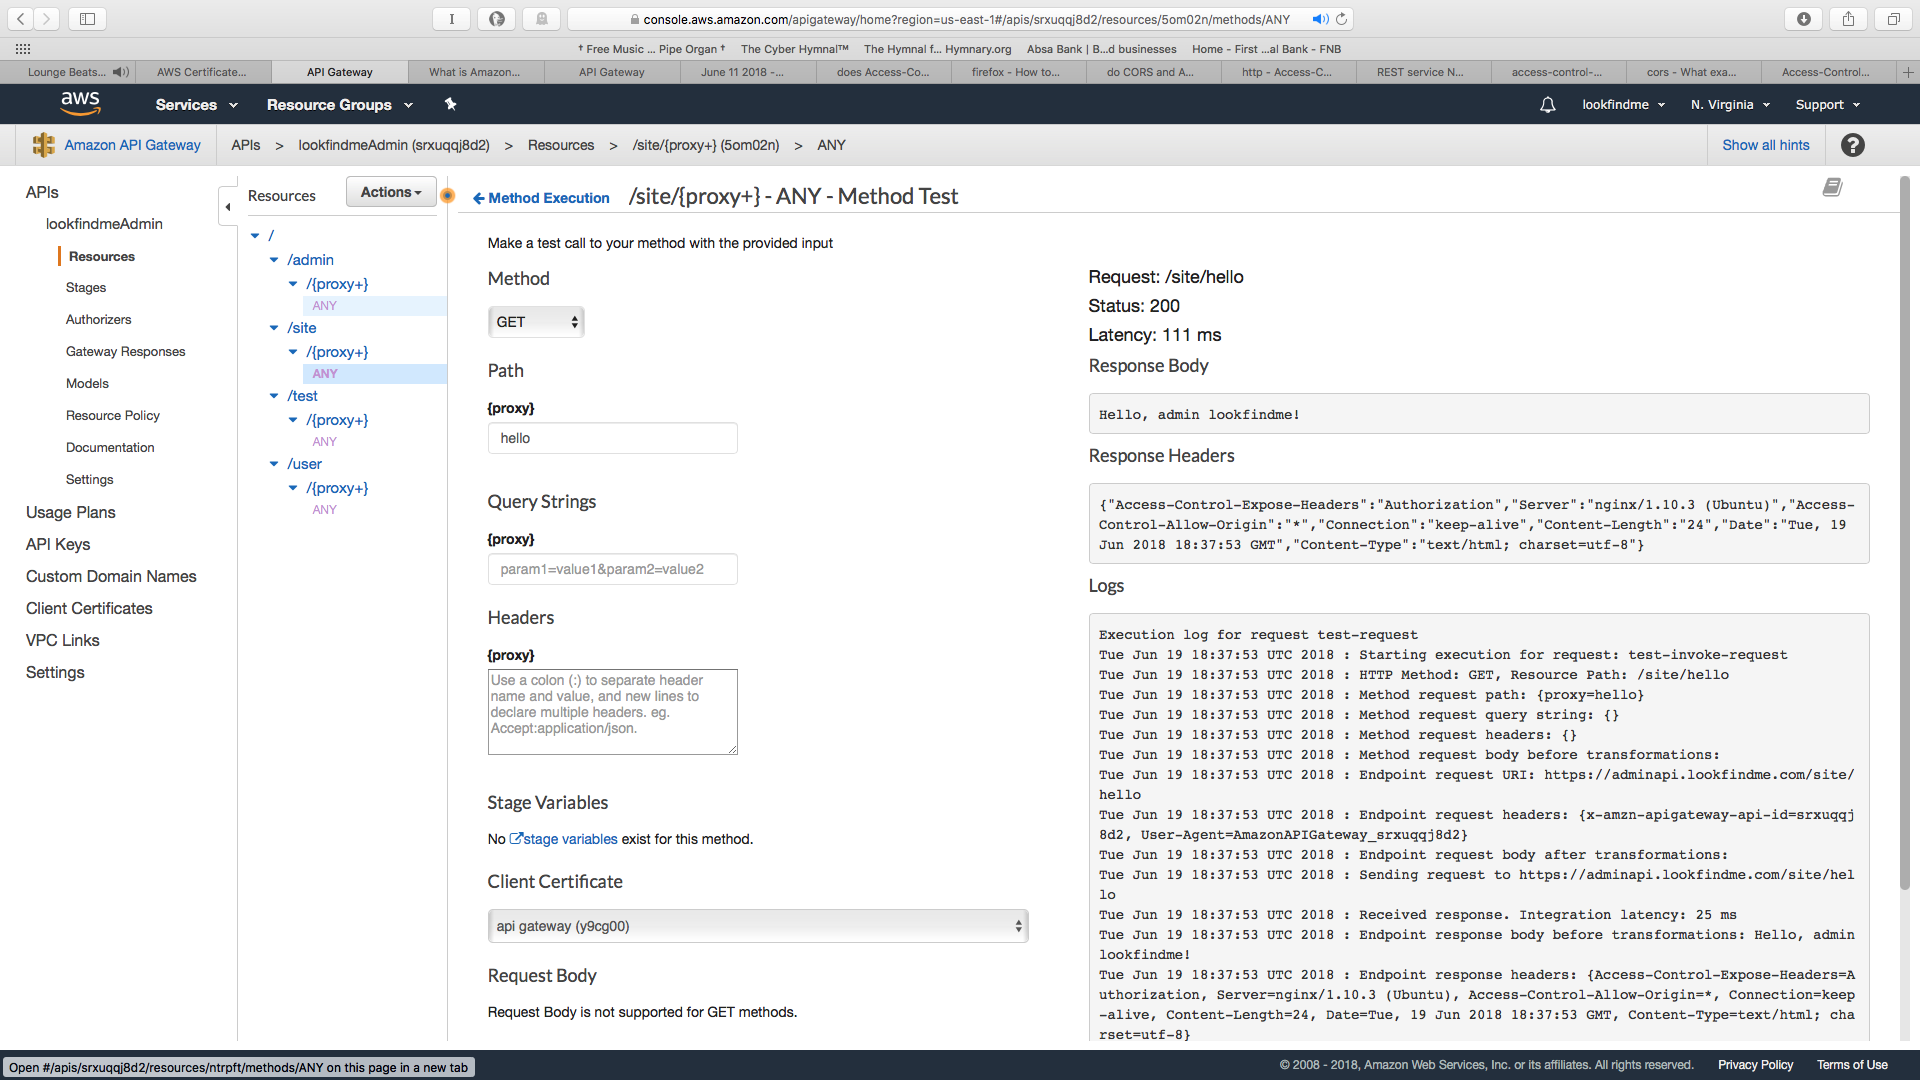 console.aws.amazon.com/apigateway/home?region=us-east-1#/apis/srxuqqj8d2/resources/5om02n/methods/ANY
† Free Music ... Pipe Organ † The Cyber Hymnal™ The Hymnal f... Hymnary.org Absa Bank | B...d businesses Home - First ...al Bank - FNB
Lounge Beats... AWS Certificate... API Gateway What is Amazon... API Gateway June 11 2018 -... does Access-Co... firefox - How to... do CORS and A... http - Access-C... REST service N... access-control-... cors - What exa... Access-Control...
aws Services Resource Groups lookfindme N. Virginia Support
Amazon API Gateway APIs > lookfindmeAdmin (srxuqqj8d2) > Resources > /site/{proxy+} (5om02n) > ANY Show all hints ?
APIs
lookfindmeAdmin
Resources
Stages
Authorizers
Gateway Responses
Models
Resource Policy
Documentation
Settings
Usage Plans
API Keys
Custom Domain Names
Client Certificates
VPC Links
Settings
Resources Actions
/
/admin
/{proxy+}
ANY
/site
/{proxy+}
ANY
/test
/{proxy+}
ANY
/user
/{proxy+}
ANY
Method Execution /site/{proxy+} - ANY - Method Test
Make a test call to your method with the provided input
Method
GET
Path
{proxy}
hello
Query Strings
{proxy}
param1=value1&param2=value2
Headers
{proxy}
Use a colon (:) to separate header
name and value, and new lines to
declare multiple headers. eg.
Accept:application/json.
Stage Variables
No stage variables exist for this method.
Client Certificate
api gateway (y9cg00)
Request Body
Request Body is not supported for GET methods.
Request: /site/hello
Status: 200
Latency: 111 ms
Response Body
Hello, admin lookfindme!
Response Headers
{"Access-Control-Expose-Headers":"Authorization","Server":"nginx/1.10.3 (Ubuntu)","Access-
Control-Allow-Origin":"*","Connection":"keep-alive","Content-Length":"24","Date":"Tue, 19
Jun 2018 18:37:53 GMT","Content-Type":"text/html; charset=utf-8"}
Logs
Execution log for request test-request
Tue Jun 19 18:37:53 UTC 2018 : Starting execution for request: test-invoke-request
Tue Jun 19 18:37:53 UTC 2018 : HTTP Method: GET, Resource Path: /site/hello
Tue Jun 19 18:37:53 UTC 2018 : Method request path: {proxy=hello}
Tue Jun 19 18:37:53 UTC 2018 : Method request query string: {}
Tue Jun 19 18:37:53 UTC 2018 : Method request headers: {}
Tue Jun 19 18:37:53 UTC 2018 : Method request body before transformations:
Tue Jun 19 18:37:53 UTC 2018 : Endpoint request URI: https://adminapi.lookfindme.com/site/
hello
Tue Jun 19 18:37:53 UTC 2018 : Endpoint request headers: {x-amzn-apigateway-api-id=srxuqqj
8d2, User-Agent=AmazonAPIGateway_srxuqqj8d2}
Tue Jun 19 18:37:53 UTC 2018 : Endpoint request body after transformations:
Tue Jun 19 18:37:53 UTC 2018 : Sending request to https://adminapi.lookfindme.com/site/hel
lo
Tue Jun 19 18:37:53 UTC 2018 : Received response. Integration latency: 25 ms
Tue Jun 19 18:37:53 UTC 2018 : Endpoint response body before transformations: Hello, admin
lookfindme!
Tue Jun 19 18:37:53 UTC 2018 : Endpoint response headers: {Access-Control-Expose-Headers=A
uthorization, Server=nginx/1.10.3 (Ubuntu), Access-Control-Allow-Origin=*, Connection=keep
-alive, Content-Length=24, Date=Tue, 19 Jun 2018 18:37:53 GMT, Content-Type=text/html; cha
rset=utf-8}
Open #/apis/srxuqqj8d2/resources/ntrpft/methods/ANY on this page in a new tab
© 2008 - 2018, Amazon Web Services, Inc. or its affiliates. All rights reserved. Privacy Policy Terms of Use